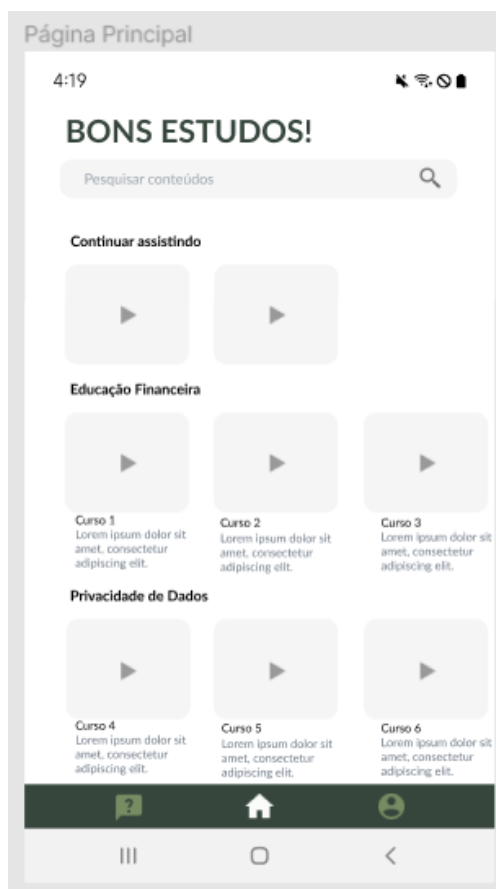 Página Principal
4:19
BONS ESTUDOS!
Pesquisar conteúdos
Continuar assistindo
Educação Financeira
Curso 1
Lorem ipsum dolor sit
amet, consectetur
adipiscing elit.
Curso 2
Lorem ipsum dolor sit
amet, consectetur
adipiscing elit.
Curso 3
Lorem ipsum dolor sit
amet, consectetur
adipiscing elit.
Privacidade de Dados
Curso 4
Lorem ipsum dolor sit
amet, consectetur
adipiscing elit.
Curso 5
Lorem ipsum dolor sit
amet, consectetur
adipiscing elit.
Curso 6
Lorem ipsum dolor sit
amet, consectetur
adipiscing elit.